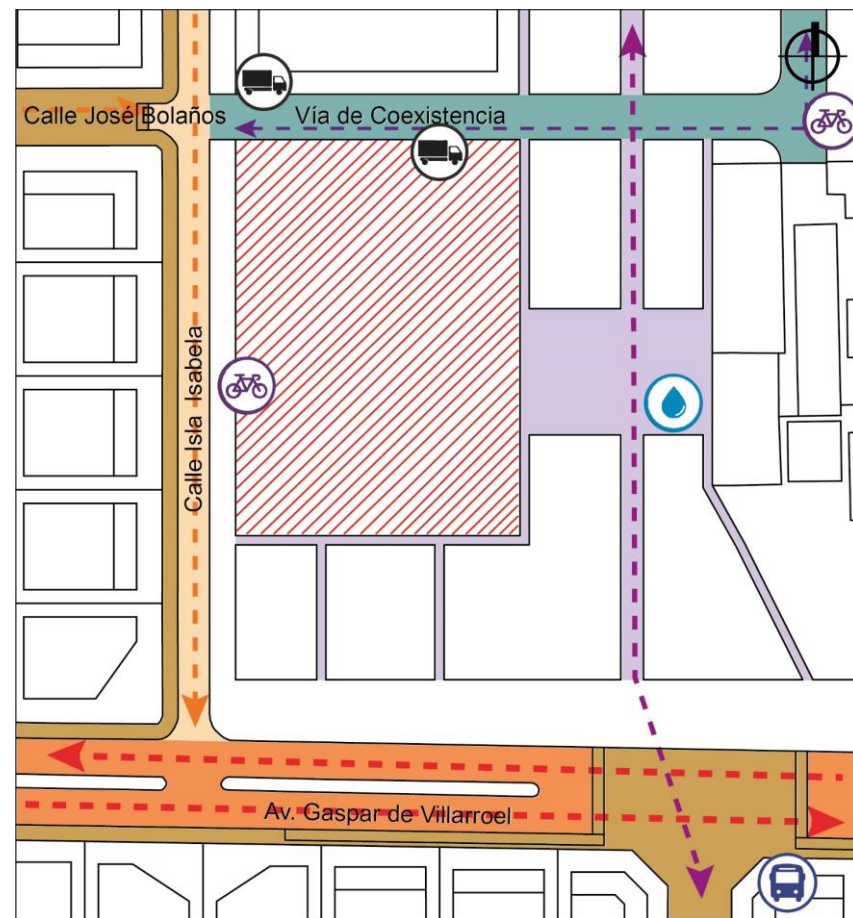 Calle José Bolaños
Vía de Coexistencia
Calle Isla Isabela
Av. Gaspar de Villarroel